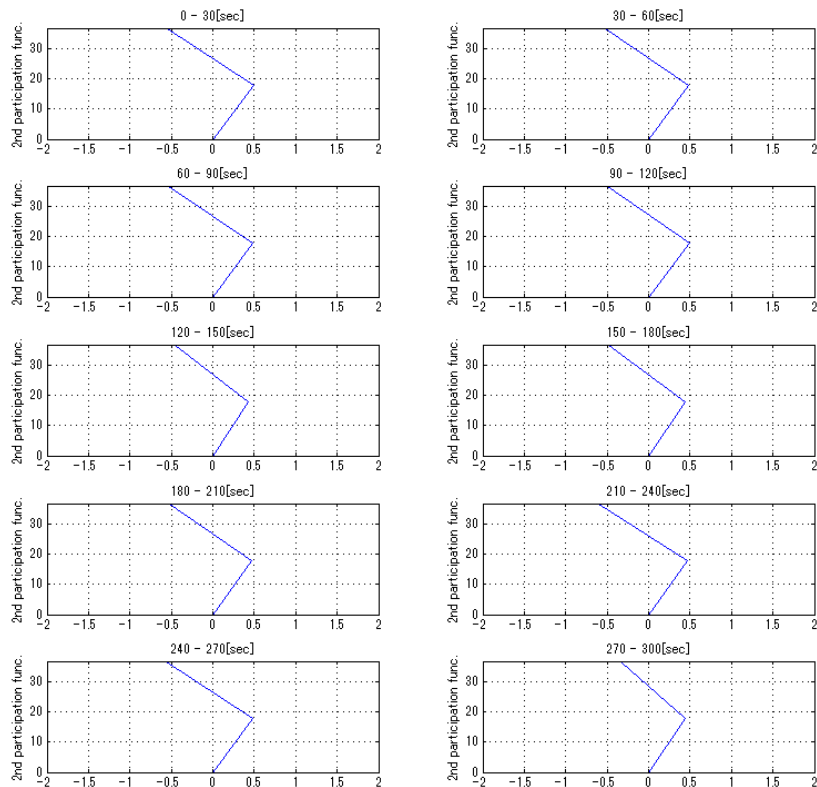 0 - 30[sec]
30
20
10
0
2nd participation func.
-2 -1.5 -1 -0.5 0 0.5 1 1.5 2
30 - 60[sec]
30
20
10
0
2nd participation func.
-2 -1.5 -1 -0.5 0 0.5 1 1.5 2
60 - 90[sec]
30
20
10
0
2nd participation func.
-2 -1.5 -1 -0.5 0 0.5 1 1.5 2
90 - 120[sec]
30
20
10
0
2nd participation func.
-2 -1.5 -1 -0.5 0 0.5 1 1.5 2
120 - 150[sec]
30
20
10
0
2nd participation func.
-2 -1.5 -1 -0.5 0 0.5 1 1.5 2
150 - 180[sec]
30
20
10
0
2nd participation func.
-2 -1.5 -1 -0.5 0 0.5 1 1.5 2
180 - 210[sec]
30
20
10
0
2nd participation func.
-2 -1.5 -1 -0.5 0 0.5 1 1.5 2
210 - 240[sec]
30
20
10
0
2nd participation func.
-2 -1.5 -1 -0.5 0 0.5 1 1.5 2
240 - 270[sec]
30
20
10
0
2nd participation func.
-2 -1.5 -1 -0.5 0 0.5 1 1.5 2
270 - 300[sec]
30
20
10
0
2nd participation func.
-2 -1.5 -1 -0.5 0 0.5 1 1.5 2